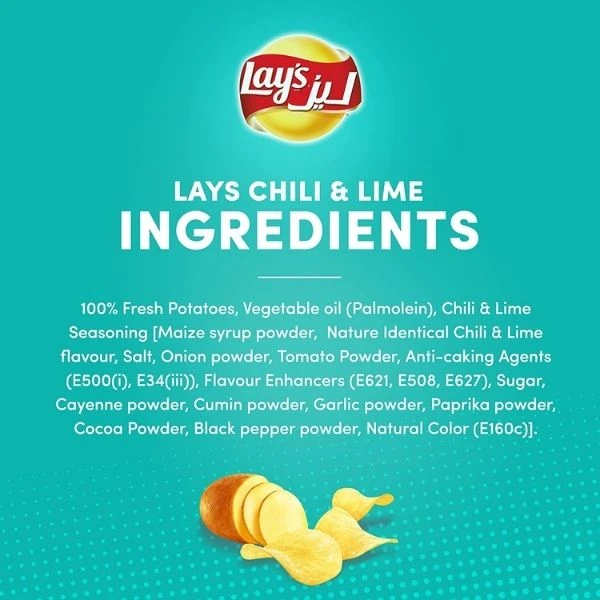 Lay's ليز
LAYS CHILI & LIME
INGREDIENTS
100% Fresh Potatoes, Vegetable oil (Palmolein), Chili & Lime
Seasoning [Maize syrup powder, Nature Identical Chili & Lime
flavour, Salt, Onion powder, Tomato Powder, Anti-caking Agents
(E500(i), E34(iii)), Flavour Enhancers (E621, E508, E627), Sugar,
Cayenne powder, Cumin powder, Garlic powder, Paprika powder,
Cocoa Powder, Black pepper powder, Natural Color (E160c)].